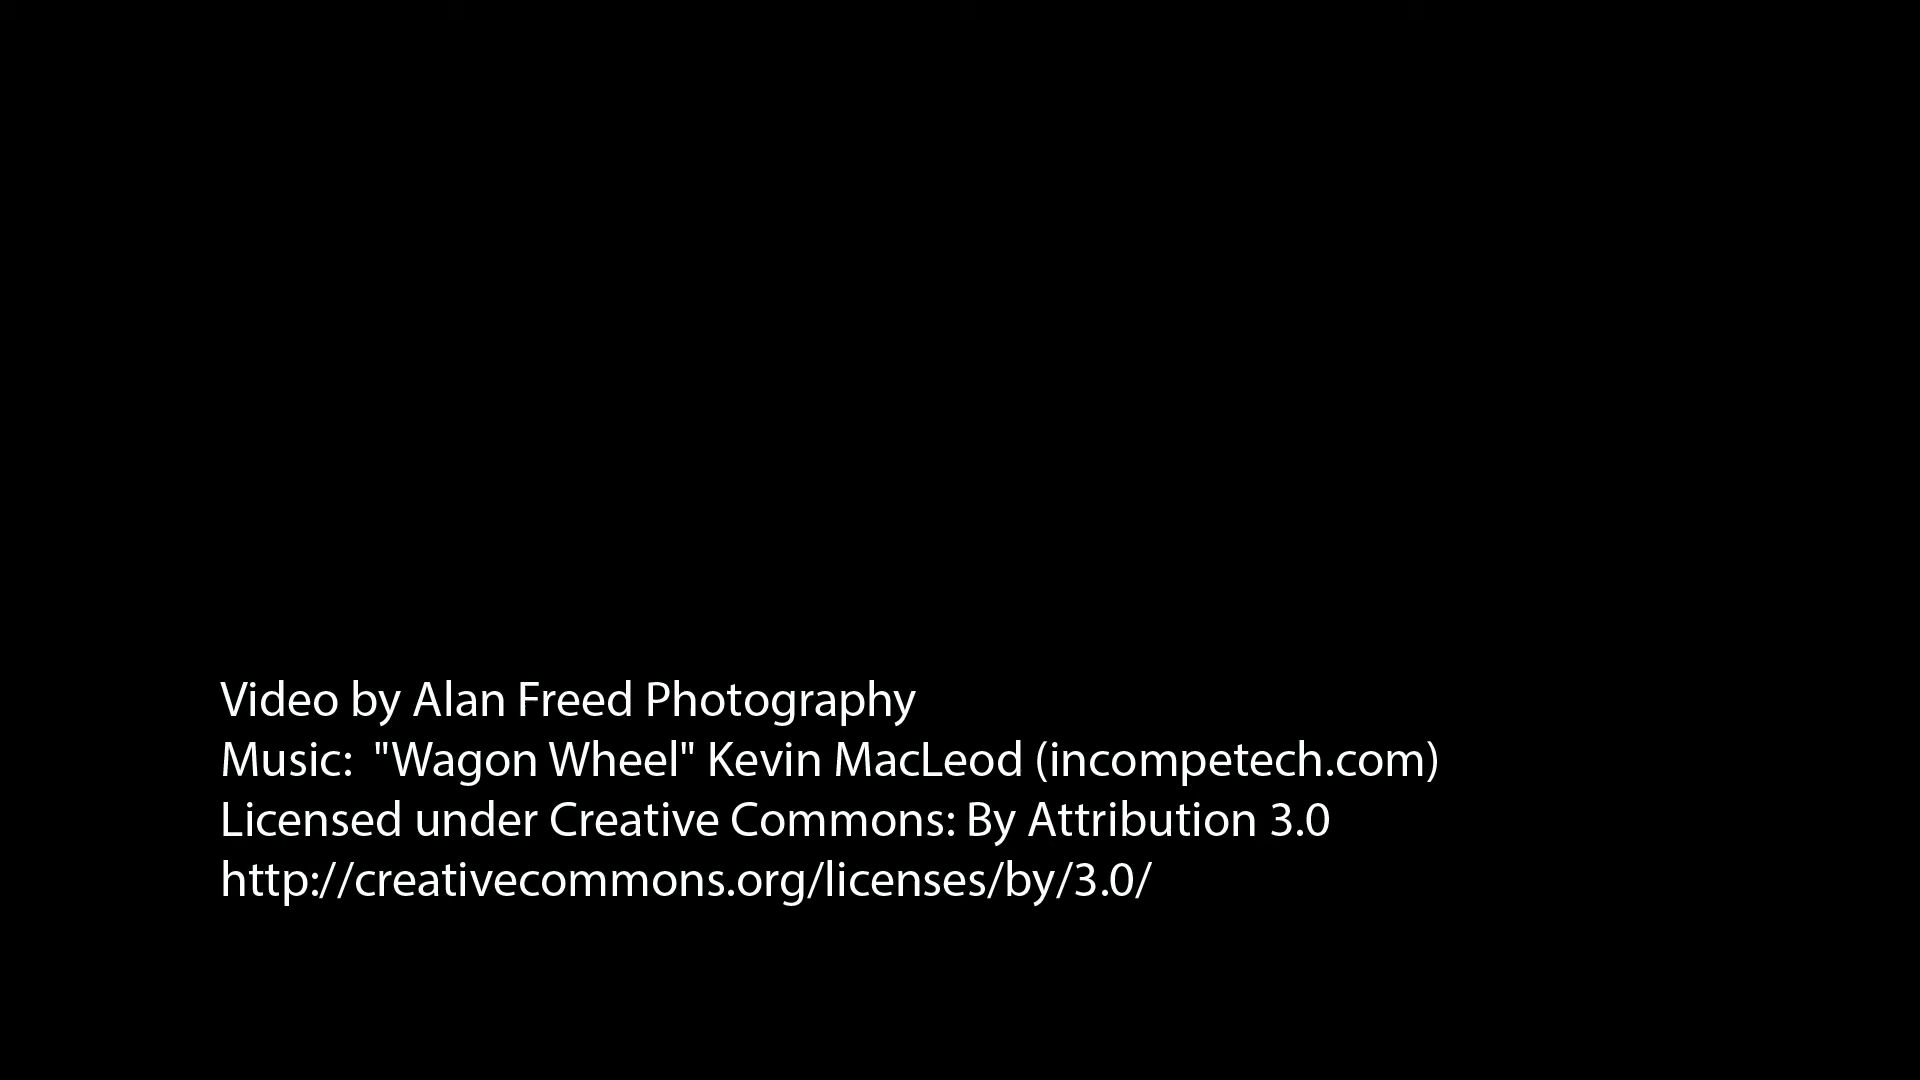 Video by Alan Freed Photography
Music:  "Wagon Wheel" Kevin MacLeod (incompetech.com)
Licensed under Creative Commons: By Attribution 3.0
http://creativecommons.org/licenses/by/3.0/